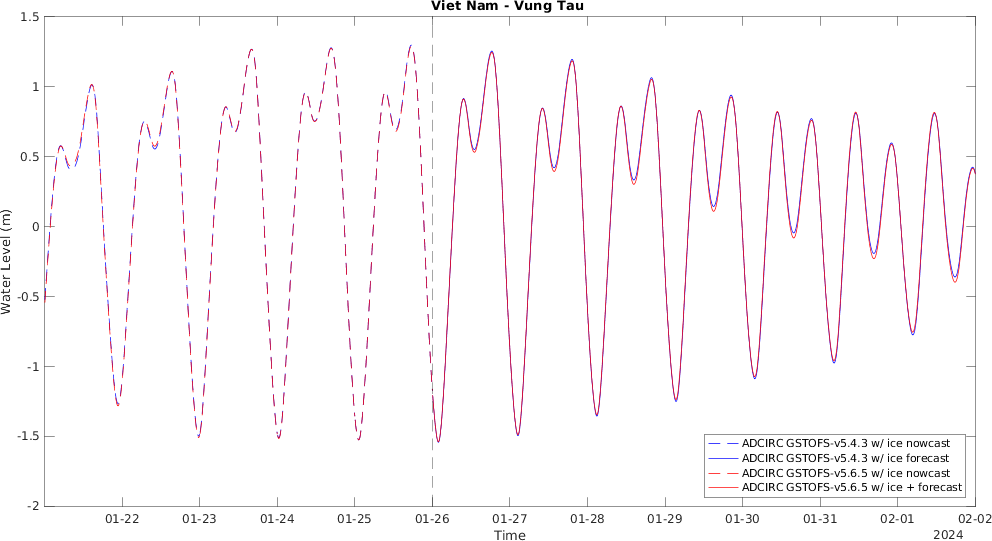 Viet Nam - Vung Tau
1.5
1
0.5
0
-0.5
-1
-1.5
-2
Water Level (m)
01-22 01-23 01-24 01-25 01-26 01-27 01-28 01-29 01-30 01-31 02-01 02-02
Time
2024
ADCIRC GSTOFS-v5.4.3 w/ ice nowcast
ADCIRC GSTOFS-v5.4.3 w/ ice forecast
ADCIRC GSTOFS-v5.6.5 w/ ice nowcast
ADCIRC GSTOFS-v5.6.5 w/ ice + forecast